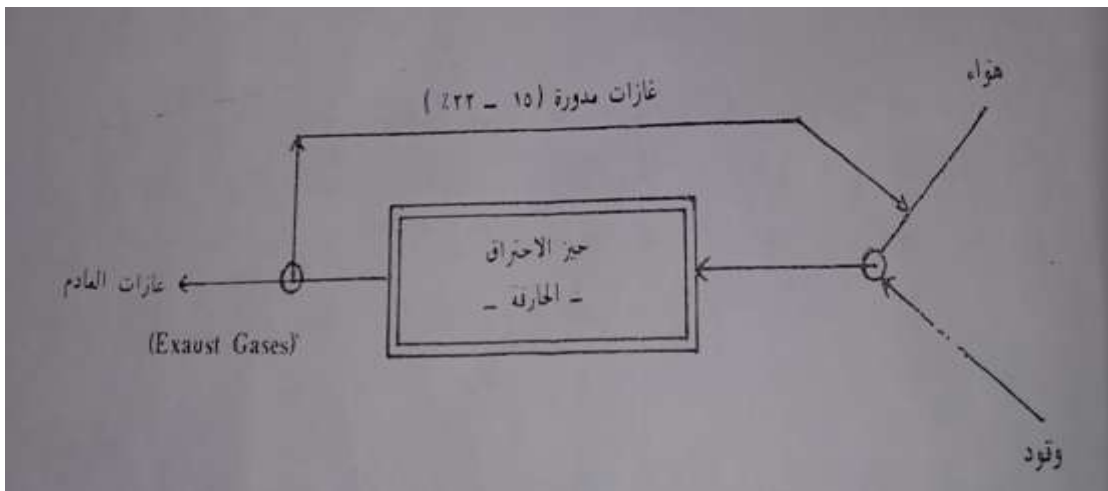 هواء
غازات مدورة (١٥ – ٢٢٪)
حيز الاحتراق
– الحارقة –
غازات العادم
(Exaust Gases)
وقود